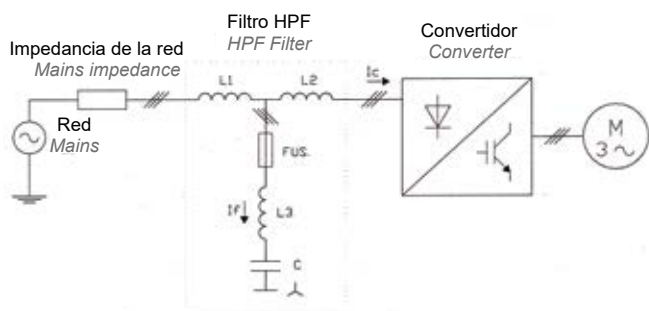 Filtro HPF
HPF Filter
Convertidor
Converter
Impedancia de la red
Mains impedance
L1
L2
Ic
Red
Mains
FUS.
M
3 ~
If
L3
C